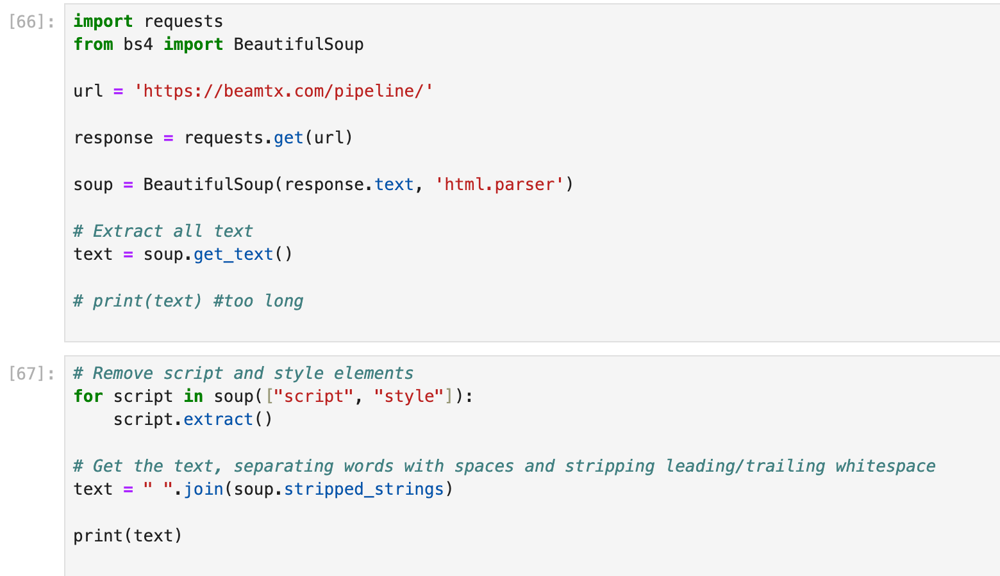 [66]:
import requests
from bs4 import BeautifulSoup
url = 'https://beamtx.com/pipeline/'
response = requests.get(url)
soup = BeautifulSoup(response.text, 'html.parser')
# Extract all text
text = soup.get_text()
# print(text) #too long
[67]:
# Remove script and style elements
for script in soup(["script", "style"]):
    script.extract()
# Get the text, separating words with spaces and stripping leading/trailing whitespace
text = " ".join(soup.stripped_strings)
print(text)